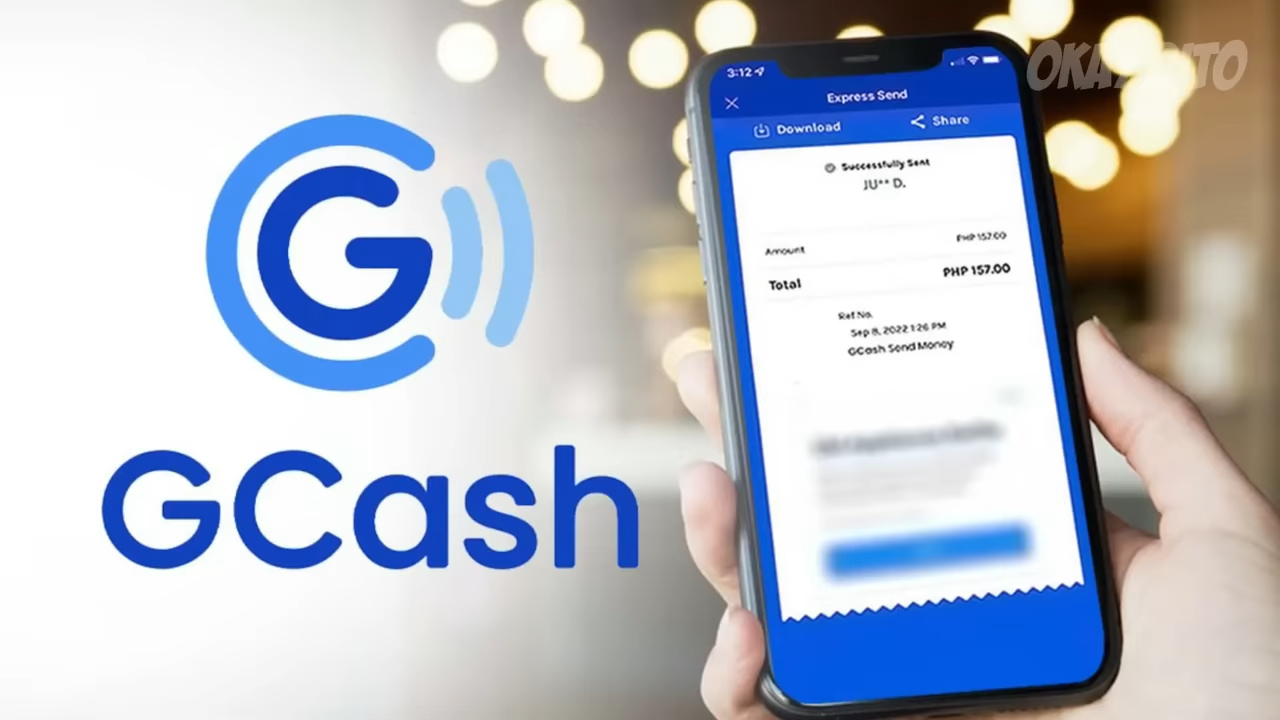 GCash
3:12
Express Send
Download
Share
Successfully Sent
JU** D.
Amount
PHP 157.00
Total
PHP 157.00
Ref No.
Sep 8, 2022 1:26 PM
GCash Send Money